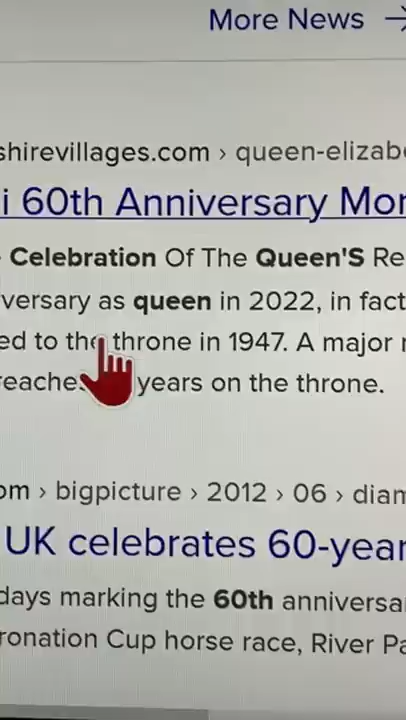 More News →
shirevillages.com › queen-elizab
i 60th Anniversary Mo
Celebration Of The Queen'S Re
versary as queen in 2022, in fact
ed to the throne in 1947. A major
reache years on the throne.
om › bigpicture › 2012 › 06 › diam
UK celebrates 60-year
days marking the 60th anniversa
ronation Cup horse race, River Pa